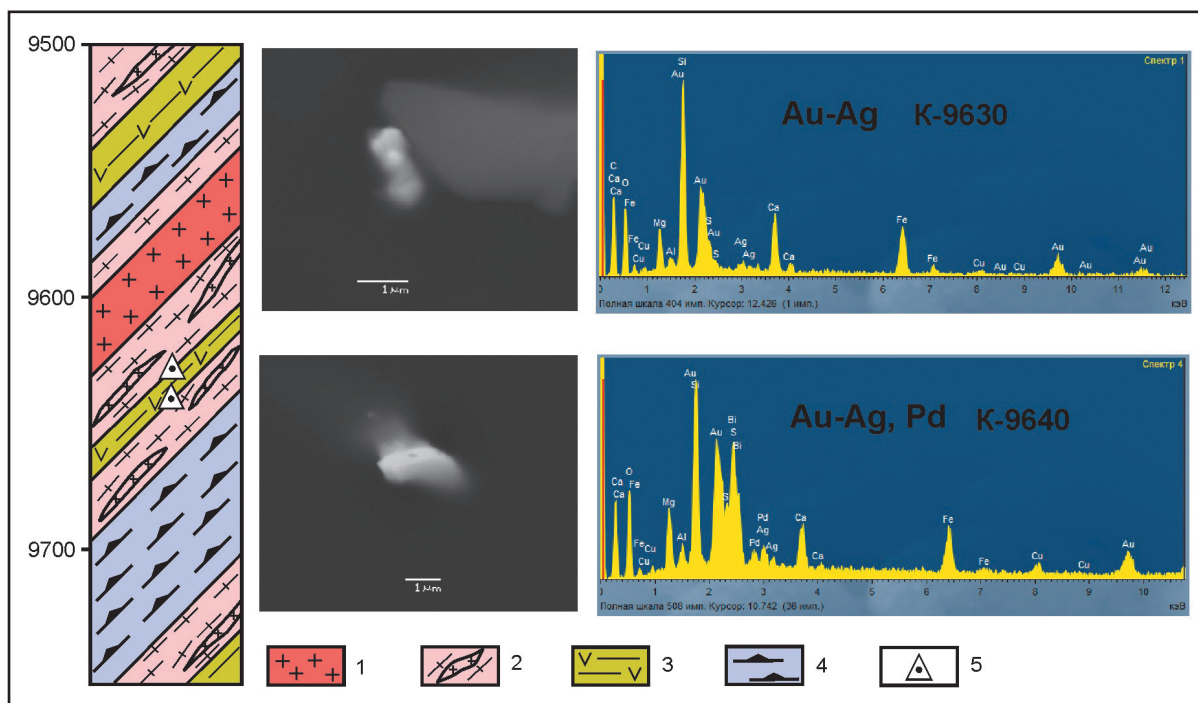 9500
9600
9700
1 µm
Спектр 1
Au-Ag К-9630
Si
Au
C
Ca
Ca
O
Fe
Fe
Cu
Cu
Mg
Al
Au
S
Au
S
Ag
Ag
Ca
Ca
Fe
Fe
Cu
Au
Cu
Au
Au
Au
Au
0 1 2 3 4 5 6 7 8 9 10 11 12
Полная шкала 404 имп. Курсор: 12.426 (1 имп.)
кэВ
1 µm
Спектр 4
Au-Ag, Pd К-9640
Au
Si
Ca
Ca
O
Fe
Fe
Cu
Cu
Mg
Al
Au
S
Bi
S
Bi
Pd
Pd
Ag
Ag
Ca
Ca
Fe
Fe
Cu
Cu
Au
0 1 2 3 4 5 6 7 8 9 10
Полная шкала 508 имп. Курсор: 10.742 (36 имп.)
кэВ
1
2
3
4
5